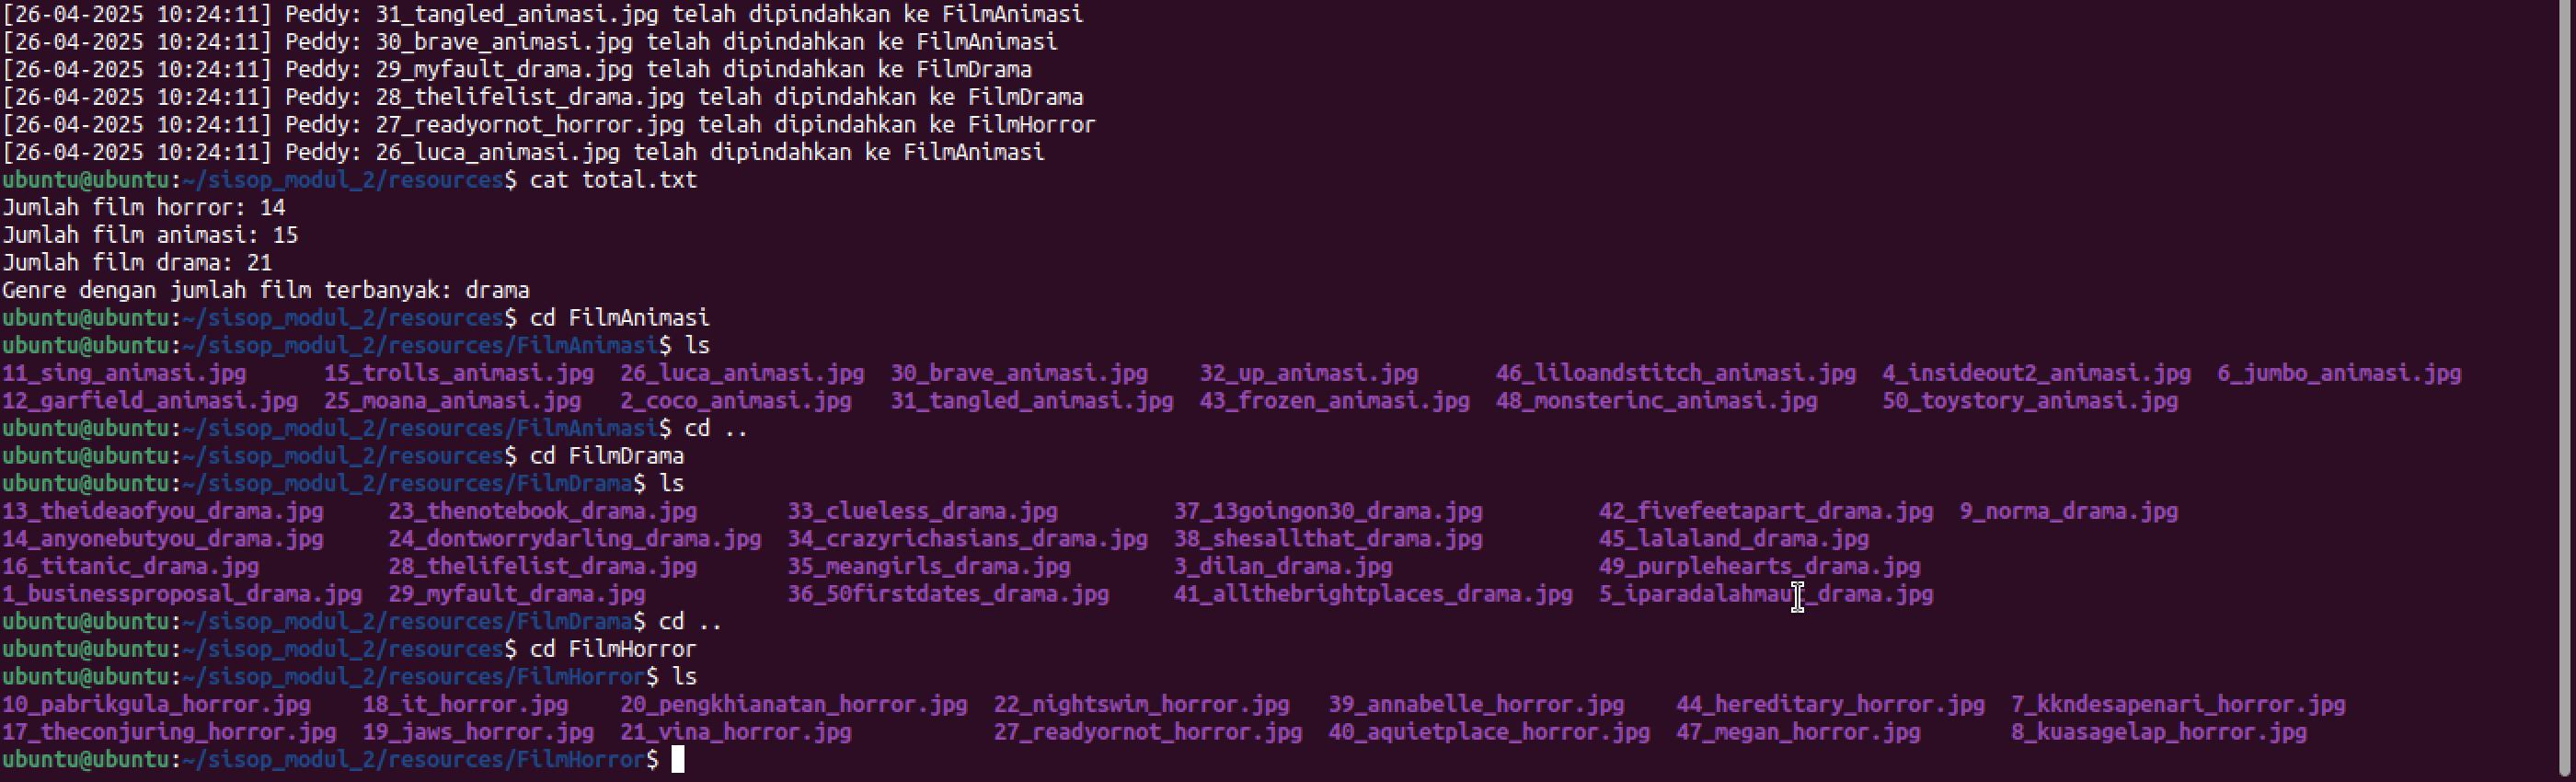 [26-04-2025 10:24:11] Peddy: 31_tangled_animasi.jpg telah dipindahkan ke FilmAnimasi
[26-04-2025 10:24:11] Peddy: 30_brave_animasi.jpg telah dipindahkan ke FilmAnimasi
[26-04-2025 10:24:11] Peddy: 29_myfault_drama.jpg telah dipindahkan ke FilmDrama
[26-04-2025 10:24:11] Peddy: 28_thelifelist_drama.jpg telah dipindahkan ke FilmDrama
[26-04-2025 10:24:11] Peddy: 27_readyornot_horror.jpg telah dipindahkan ke FilmHorror
[26-04-2025 10:24:11] Peddy: 26_luca_animasi.jpg telah dipindahkan ke FilmAnimasi
ubuntu@ubuntu:~/sisop_modul_2/resources$ cat total.txt
Jumlah film horror: 14
Jumlah film animasi: 15
Jumlah film drama: 21
Genre dengan jumlah film terbanyak: drama
ubuntu@ubuntu:~/sisop_modul_2/resources$ cd FilmAnimasi
ubuntu@ubuntu:~/sisop_modul_2/resources/FilmAnimasi$ ls
11_sing_animasi.jpg 15_trolls_animasi.jpg 26_luca_animasi.jpg 30_brave_animasi.jpg 32_up_animasi.jpg 46_liloandstitch_animasi.jpg 4_insideout2_animasi.jpg 6_jumbo_animasi.jpg
12_garfield_animasi.jpg 25_moana_animasi.jpg 2_coco_animasi.jpg 31_tangled_animasi.jpg 43_frozen_animasi.jpg 48_monsterinc_animasi.jpg 50_toystory_animasi.jpg
ubuntu@ubuntu:~/sisop_modul_2/resources/FilmAnimasi$ cd ..
ubuntu@ubuntu:~/sisop_modul_2/resources$ cd FilmDrama
ubuntu@ubuntu:~/sisop_modul_2/resources/FilmDrama$ ls
13_theideaofyou_drama.jpg 23_thenotebook_drama.jpg 33_clueless_drama.jpg 37_13goingon30_drama.jpg 42_fivefeetapart_drama.jpg 9_norma_drama.jpg
14_anyonebutyou_drama.jpg 24_dontworrydarling_drama.jpg 34_crazyrichasians_drama.jpg 38_shesallthat_drama.jpg 45_lalaland_drama.jpg
16_titanic_drama.jpg 28_thelifelist_drama.jpg 35_meangirls_drama.jpg 3_dilan_drama.jpg 49_purplehearts_drama.jpg
1_businessproposal_drama.jpg 29_myfault_drama.jpg 36_50firstdates_drama.jpg 41_allthebrightplaces_drama.jpg 5_iparadalahmaut_drama.jpg
ubuntu@ubuntu:~/sisop_modul_2/resources/FilmDrama$ cd ..
ubuntu@ubuntu:~/sisop_modul_2/resources$ cd FilmHorror
ubuntu@ubuntu:~/sisop_modul_2/resources/FilmHorror$ ls
10_pabrikgula_horror.jpg 18_it_horror.jpg 20_pengkhianatan_horror.jpg 22_nightswim_horror.jpg 39_annabelle_horror.jpg 44_hereditary_horror.jpg 7_kkndesapenari_horror.jpg
17_theconjuring_horror.jpg 19_jaws_horror.jpg 21_vina_horror.jpg 27_readyornot_horror.jpg 40_aquietplace_horror.jpg 47_megan_horror.jpg 8_kuasagelap_horror.jpg
ubuntu@ubuntu:~/sisop_modul_2/resources/FilmHorror$